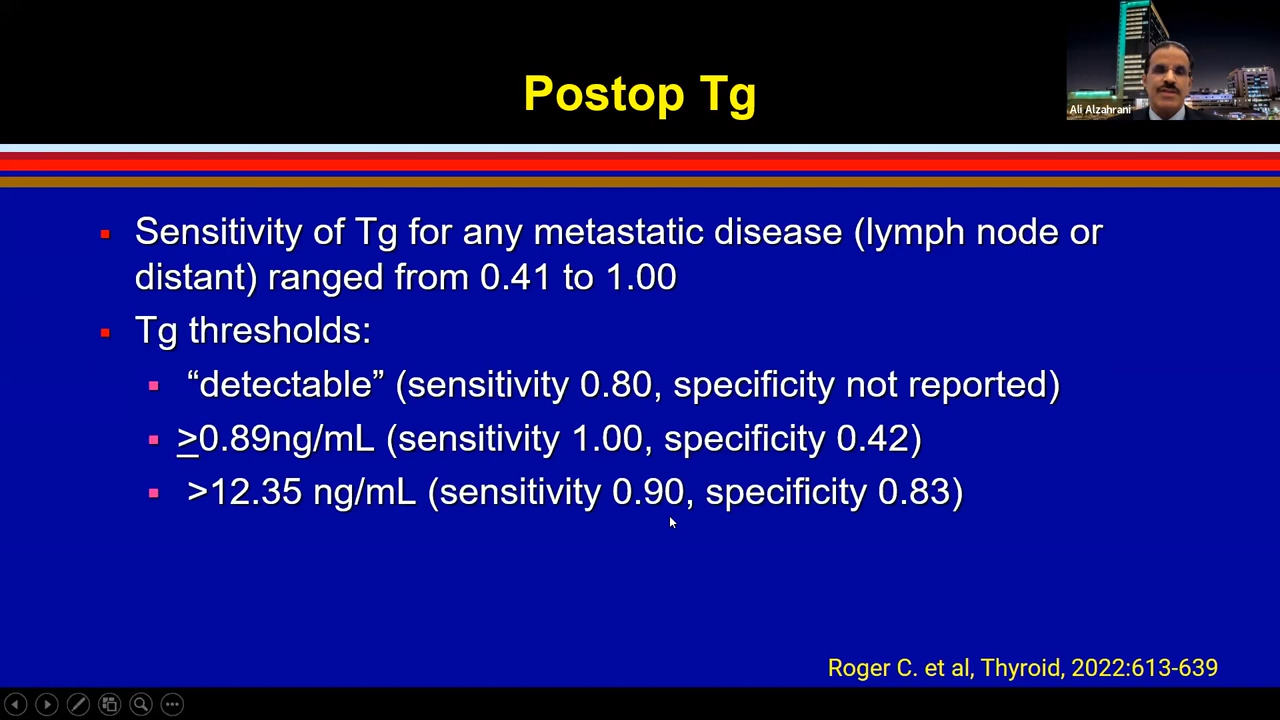 Postop Tg
Ali Alzahrani
Sensitivity of Tg for any metastatic disease (lymph node or
distant) ranged from 0.41 to 1.00
Tg thresholds:
“detectable” (sensitivity 0.80, specificity not reported)
≥0.89ng/mL (sensitivity 1.00, specificity 0.42)
>12.35 ng/mL (sensitivity 0.90, specificity 0.83)
Roger C. et al, Thyroid, 2022:613-639